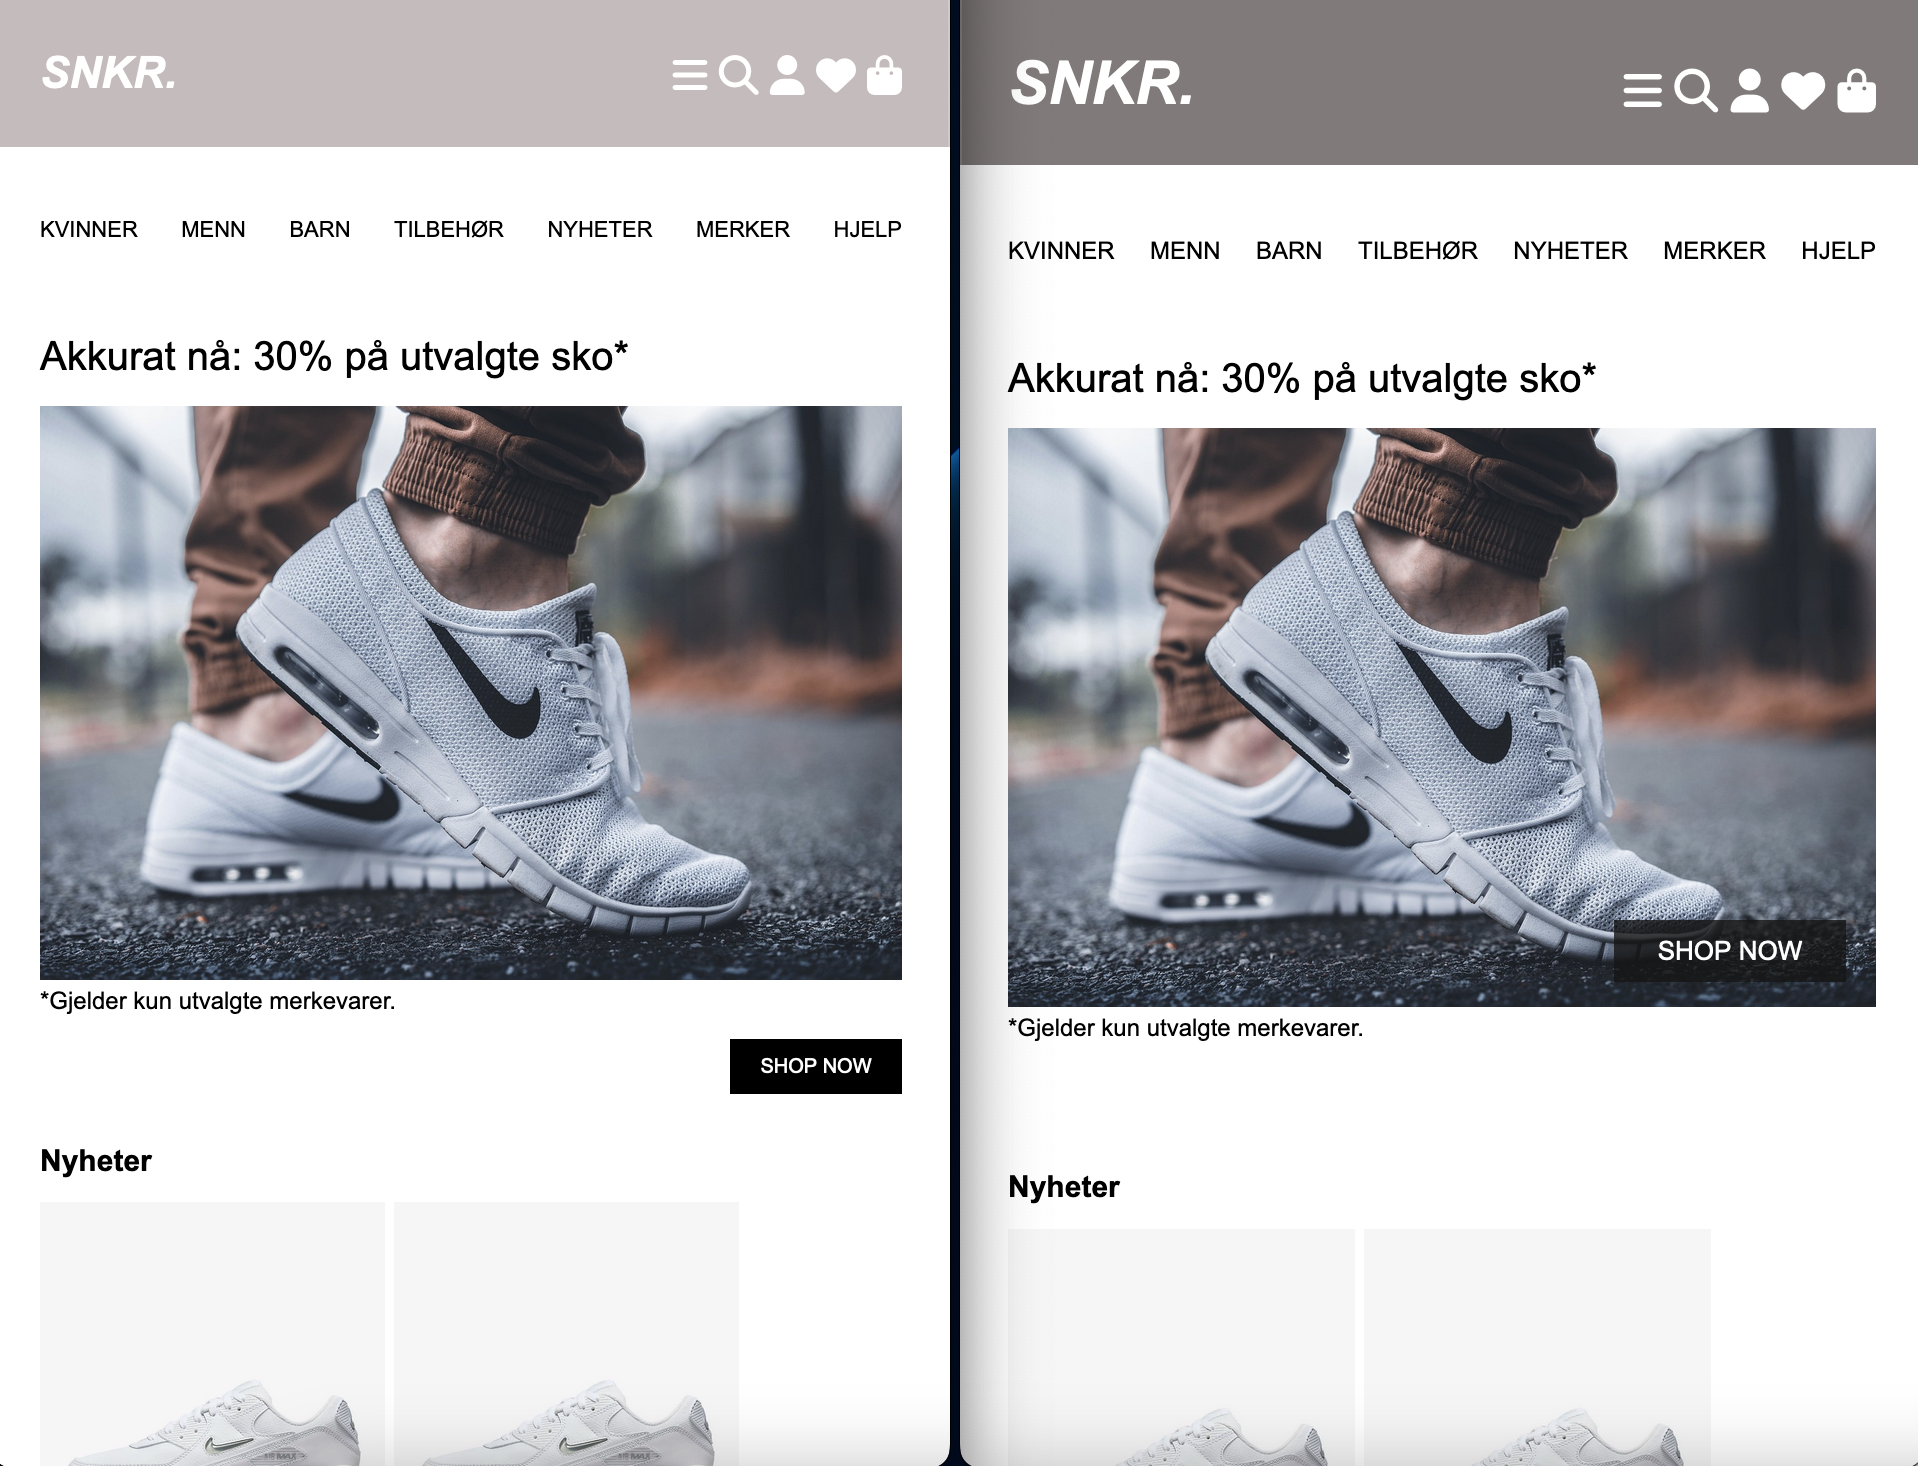 SNKR.
KVINNER MENN BARN TILBEHØR NYHETER MERKER HJELP
Akkurat nå: 30% på utvalgte sko*
*Gjelder kun utvalgte merkevarer.
SHOP NOW
Nyheter
SNKR.
KVINNER MENN BARN TILBEHØR NYHETER MERKER HJELP
Akkurat nå: 30% på utvalgte sko*
SHOP NOW
*Gjelder kun utvalgte merkevarer.
Nyheter